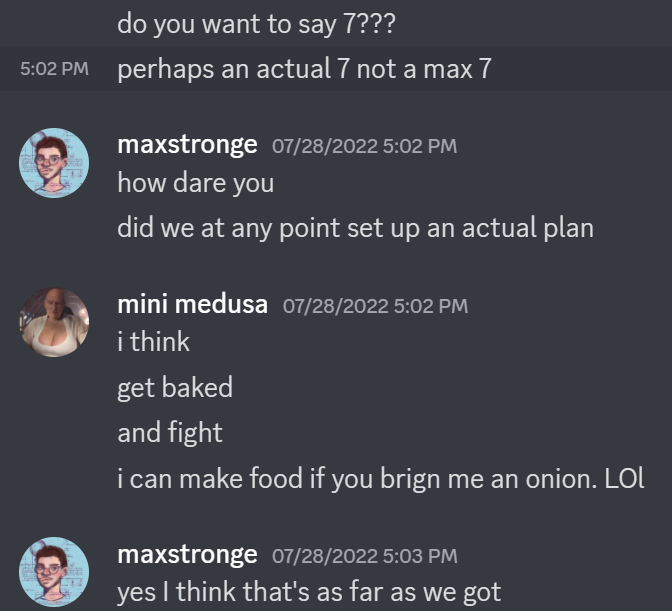 do you want to say 7???
5:02 PM perhaps an actual 7 not a max 7
maxstronge 07/28/2022 5:02 PM
how dare you
did we at any point set up an actual plan
mini medusa 07/28/2022 5:02 PM
i think
get baked
and fight
i can make food if you brign me an onion. LOl
maxstronge 07/28/2022 5:03 PM
yes I think that's as far as we got